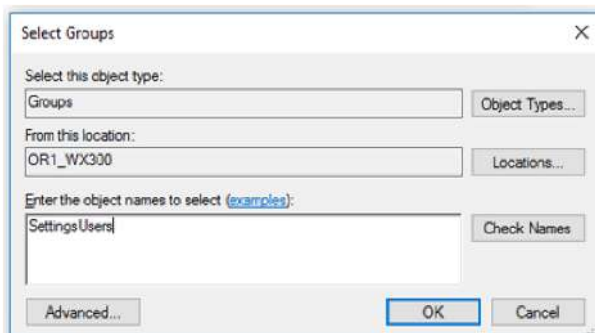 Select Groups
Select this object type:
Groups
Object Types...
From this location:
OR1_WX300
Locations...
Enter the object names to select (examples):
SettingsUsers
Check Names
Advanced...
OK
Cancel